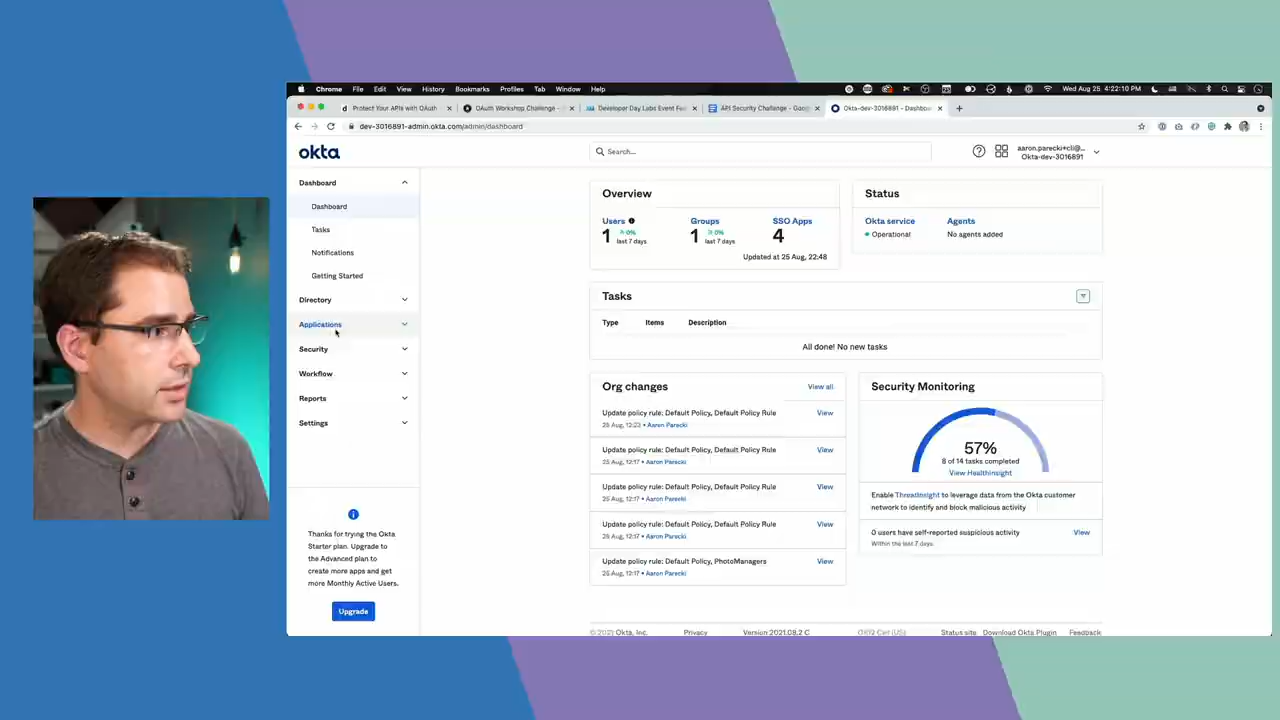 Chrome File Edit View History Bookmarks Profiles Tab Window Help
Wed Aug 25 4:22:10 PM
Protect Your APIs with OAuth
OAuth Workshop Challenge -
Developer Day Labs Event Fee
API Security Challenge - Goog
Okta-dev-3016891 - Dashboa
dev-3016891-admin.okta.com/admin/dashboard
okta
Search...
aaron.parecki+cli@...
Okta-dev-3016891
Dashboard
Dashboard
Tasks
Notifications
Getting Started
Directory
Applications
Security
Workflow
Reports
Settings
Thanks for trying the Okta
Starter plan. Upgrade to
the Advanced plan to
create more apps and get
more Monthly Active Users.
Upgrade
Overview
Users Groups SSO Apps
1 0% last 7 days 1 0% last 7 days 4
Updated at 25 Aug, 22:48
Status
Okta service Agents
Operational No agents added
Tasks
Type Items Description
All done! No new tasks
Org changes View all
Update policy rule: Default Policy, Default Policy Rule View
25 Aug, 12:23 • Aaron Parecki
Update policy rule: Default Policy, Default Policy Rule View
25 Aug, 12:17 • Aaron Parecki
Update policy rule: Default Policy, Default Policy Rule View
25 Aug, 12:17 • Aaron Parecki
Update policy rule: Default Policy, Default Policy Rule View
25 Aug, 12:17 • Aaron Parecki
Update policy rule: Default Policy, PhotoManagers View
25 Aug, 12:17 • Aaron Parecki
Security Monitoring
57%
8 of 14 tasks completed
View HealthInsight
Enable ThreatInsight to leverage data from the Okta customer
network to identify and block malicious activity
0 users have self-reported suspicious activity View
Within the last 7 days.
© 2021 Okta, Inc. Privacy Version 2021.08.2 C OK12 Cell (US) Status site Download Okta Plugin Feedback